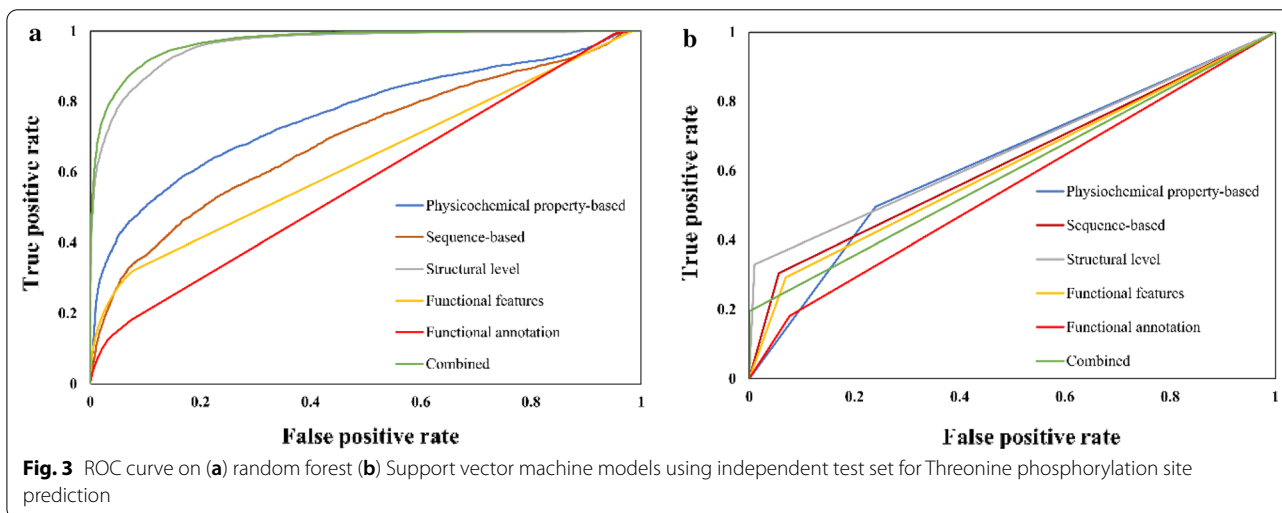 a
1
0.8
0.6
0.4
0.2
0
True positive rate
Physicochemical property-based
Sequence-based
Structural level
Functional features
Functional annotation
Combined
0
0.2
0.4
0.6
0.8
1
False positive rate
b
1
0.8
0.6
0.4
0.2
0
True positive rate
Physiochemical property-based
Sequence-based
Structural level
Functional features
Functional annotation
Combined
0
0.2
0.4
0.6
0.8
1
False positive rate
Fig. 3 ROC curve on (a) random forest (b) Support vector machine models using independent test set for Threonine phosphorylation site
prediction